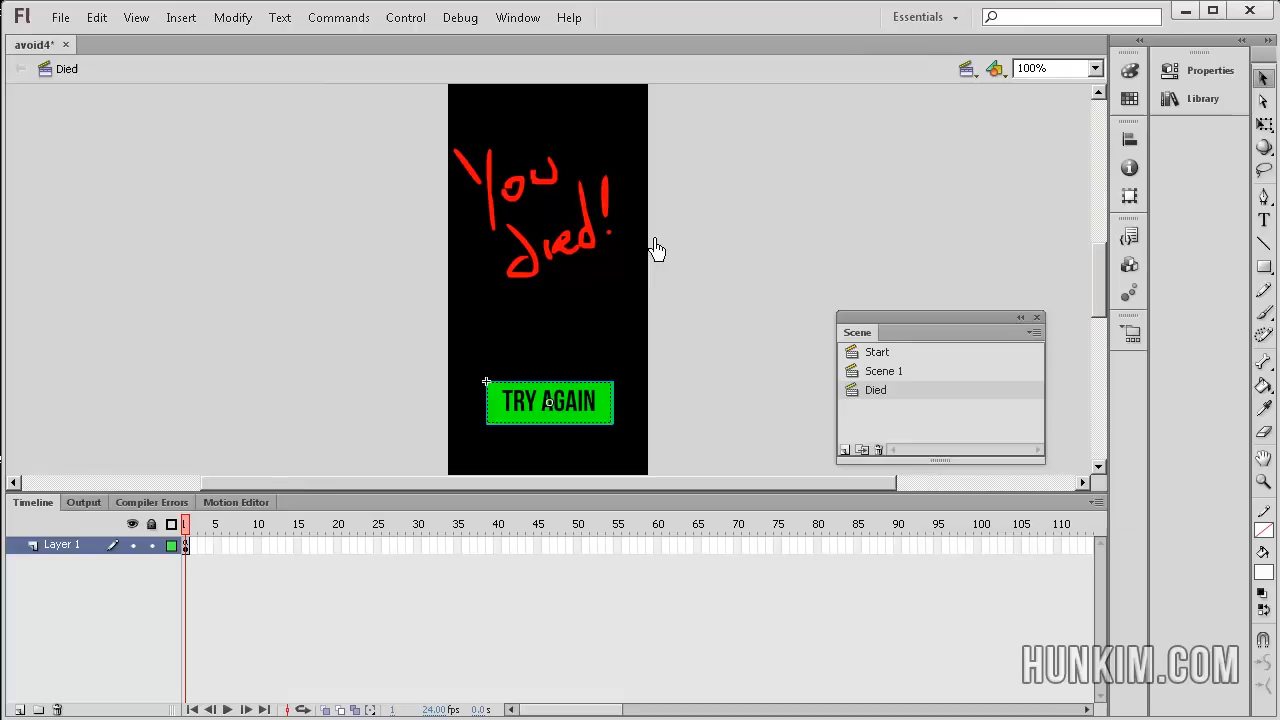 Fl File Edit View Insert Modify Text Commands Control Debug Window Help Essentials
avoid4*
Died 100%
Properties
Library
You
Died!
TRY AGAIN
Scene
Start
Scene 1
Died
Timeline Output Compiler Errors Motion Editor
1 5 10 15 20 25 30 35 40 45 50 55 60 65 70 75 80 85 90 95 100 105 110
Layer 1
HUNKIM.COM
1 24.00 fps 0.0 s